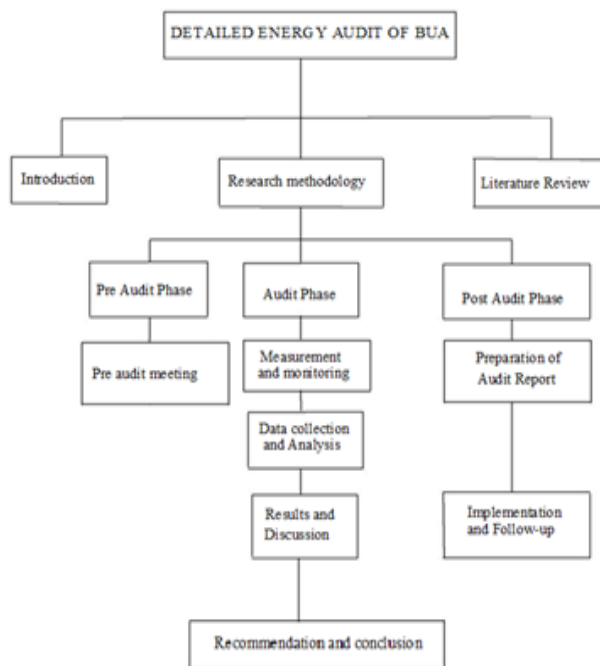 DETAILED ENERGY AUDIT OF BUA
Introduction
Research methodology
Literature Review
Pre Audit Phase
Audit Phase
Post Audit Phase
Pre audit meeting
Measurement
and monitoring
Preparation of
Audit Report
Data collection
and Analysis
Results and
Discussion
Implementation
and Follow-up
Recommendation and conclusion